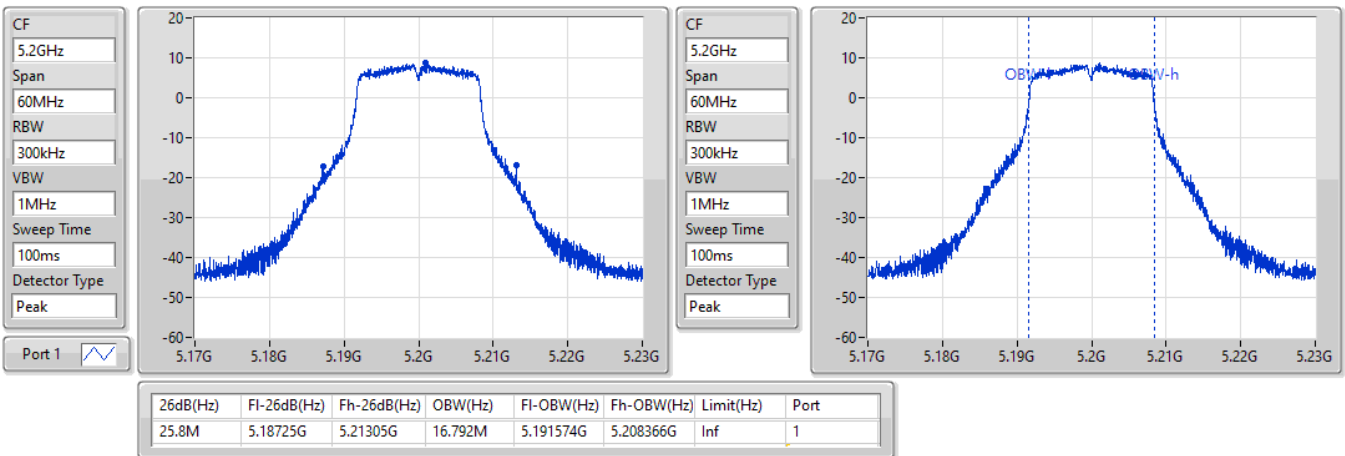 CF
5.2GHz
Span
60MHz
RBW
300kHz
VBW
1MHz
Sweep Time
100ms
Detector Type
Peak
Port 1
20
10
0
-10
-20
-30
-40
-50
-60
5.17G 5.18G 5.19G 5.2G 5.21G 5.22G 5.23G
CF
5.2GHz
Span
60MHz
RBW
300kHz
VBW
1MHz
Sweep Time
100ms
Detector Type
Peak
20
10
0
-10
-20
-30
-40
-50
-60
OBW-h
5.17G 5.18G 5.19G 5.2G 5.21G 5.22G 5.23G
26dB(Hz) Fl-26dB(Hz) Fh-26dB(Hz) OBW(Hz) Fl-OBW(Hz) Fh-OBW(Hz) Limit(Hz) Port
25.8M 5.18725G 5.21305G 16.792M 5.191574G 5.208366G Inf 1